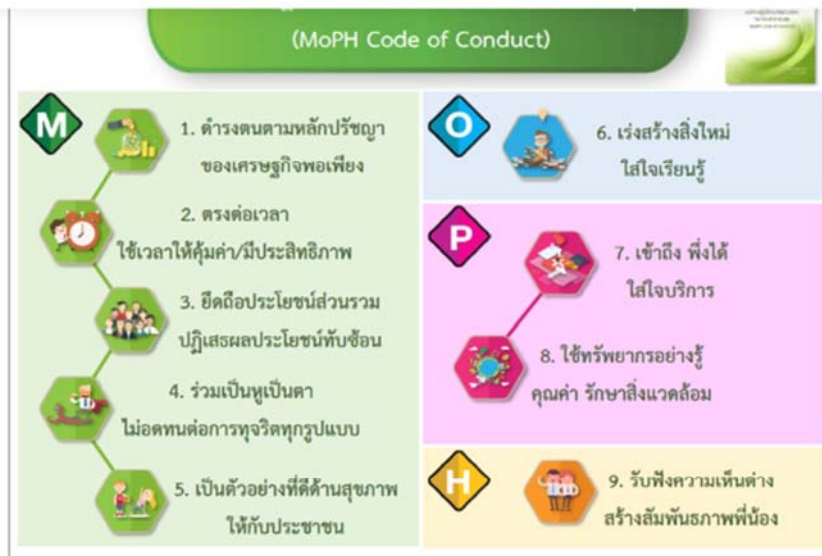 (MoPH Code of Conduct)
M
1. ดำรงตนตามหลักปรัชญา
ของเศรษฐกิจพอเพียง
2. ตรงต่อเวลา
ใช้เวลาให้คุ้มค่า/มีประสิทธิภาพ
3. ยึดถือประโยชน์ส่วนรวม
ปฏิเสธผลประโยชน์ทับซ้อน
4. ร่วมเป็นหูเป็นตา
ไม่อดทนต่อการทุจริตทุกรูปแบบ
5. เป็นตัวอย่างที่ดีด้านสุขภาพ
ให้กับประชาชน
O
6. เร่งสร้างสิ่งใหม่
ใส่ใจเรียนรู้
P
7. เข้าถึง พึ่งได้
ใส่ใจบริการ
8. ใช้ทรัพยากรอย่างรู้
คุณค่า รักษาสิ่งแวดล้อม
H
9. รับฟังความเห็นต่าง
สร้างสัมพันธภาพพี่น้อง